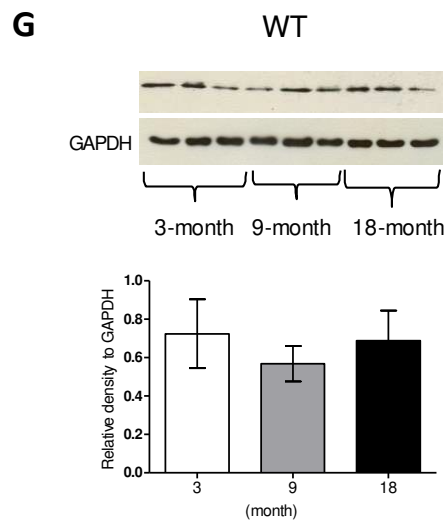 G
WT
GAPDH
3-month 9-month 18-month
Relative density to GAPDH
1.0
0.8
0.6
0.4
0.2
0.0
3 9 18
(month)